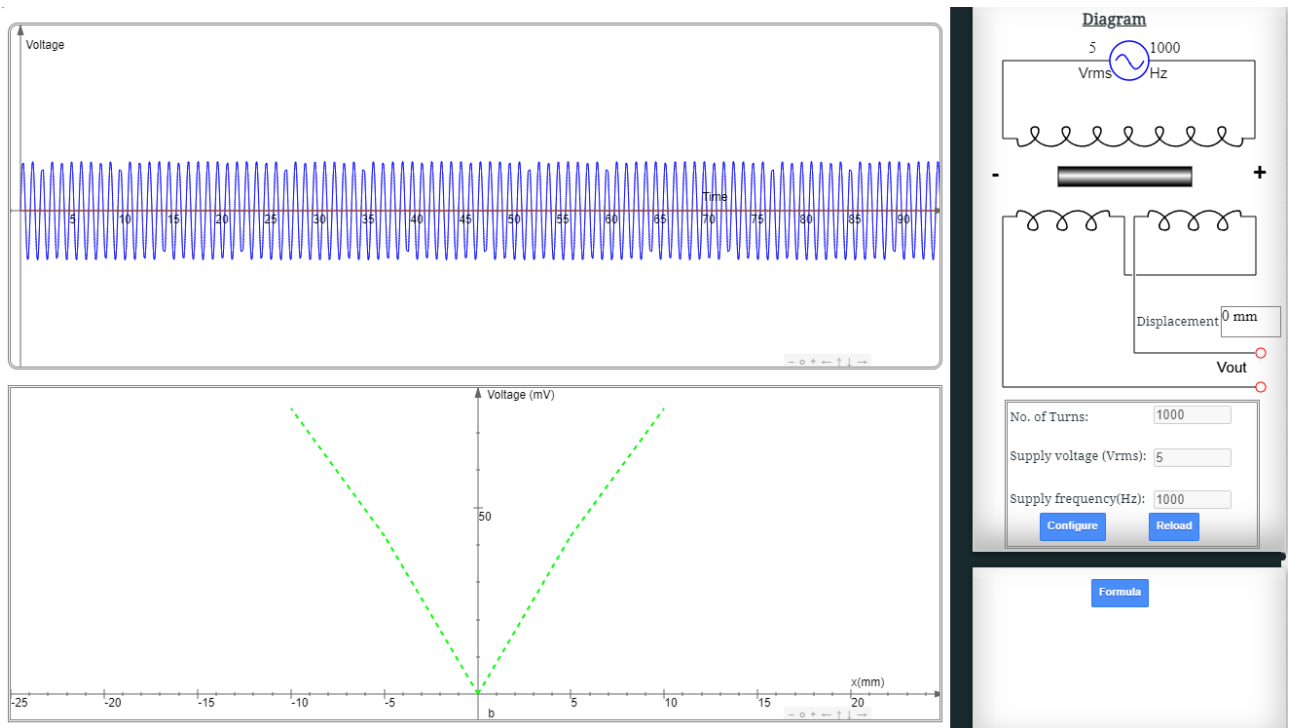 Voltage
Time
5 10 15 20 25 30 35 40 45 50 55 60 65 70 75 80 85 90
− o + ← ↑ ↓ →
Voltage (mV)
50
x(mm)
-25 -20 -15 -10 -5 5 10 15 20
b
− o + ← ↑ ↓ →
Diagram
5 1000
Vrms Hz
- +
Displacement 0 mm
Vout
No. of Turns: 1000
Supply voltage (Vrms): 5
Supply frequency(Hz): 1000
Configure Reload
Formula